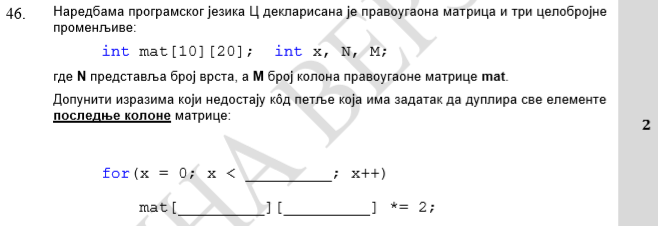 46. Наредбама програмског језика Ц декларисана је правоугаона матрица и три целобројне
променљиве:
int mat[10][20]; int x, N, M;
где N представља број врста, а M број колона правоугаоне матрице mat.
Допунити изразима који недостају кôд петље која има задатак да дуплира све елементе
последње колоне матрице:
2
for(x = 0; x < __________; x++)
mat[__________][__________] *= 2;